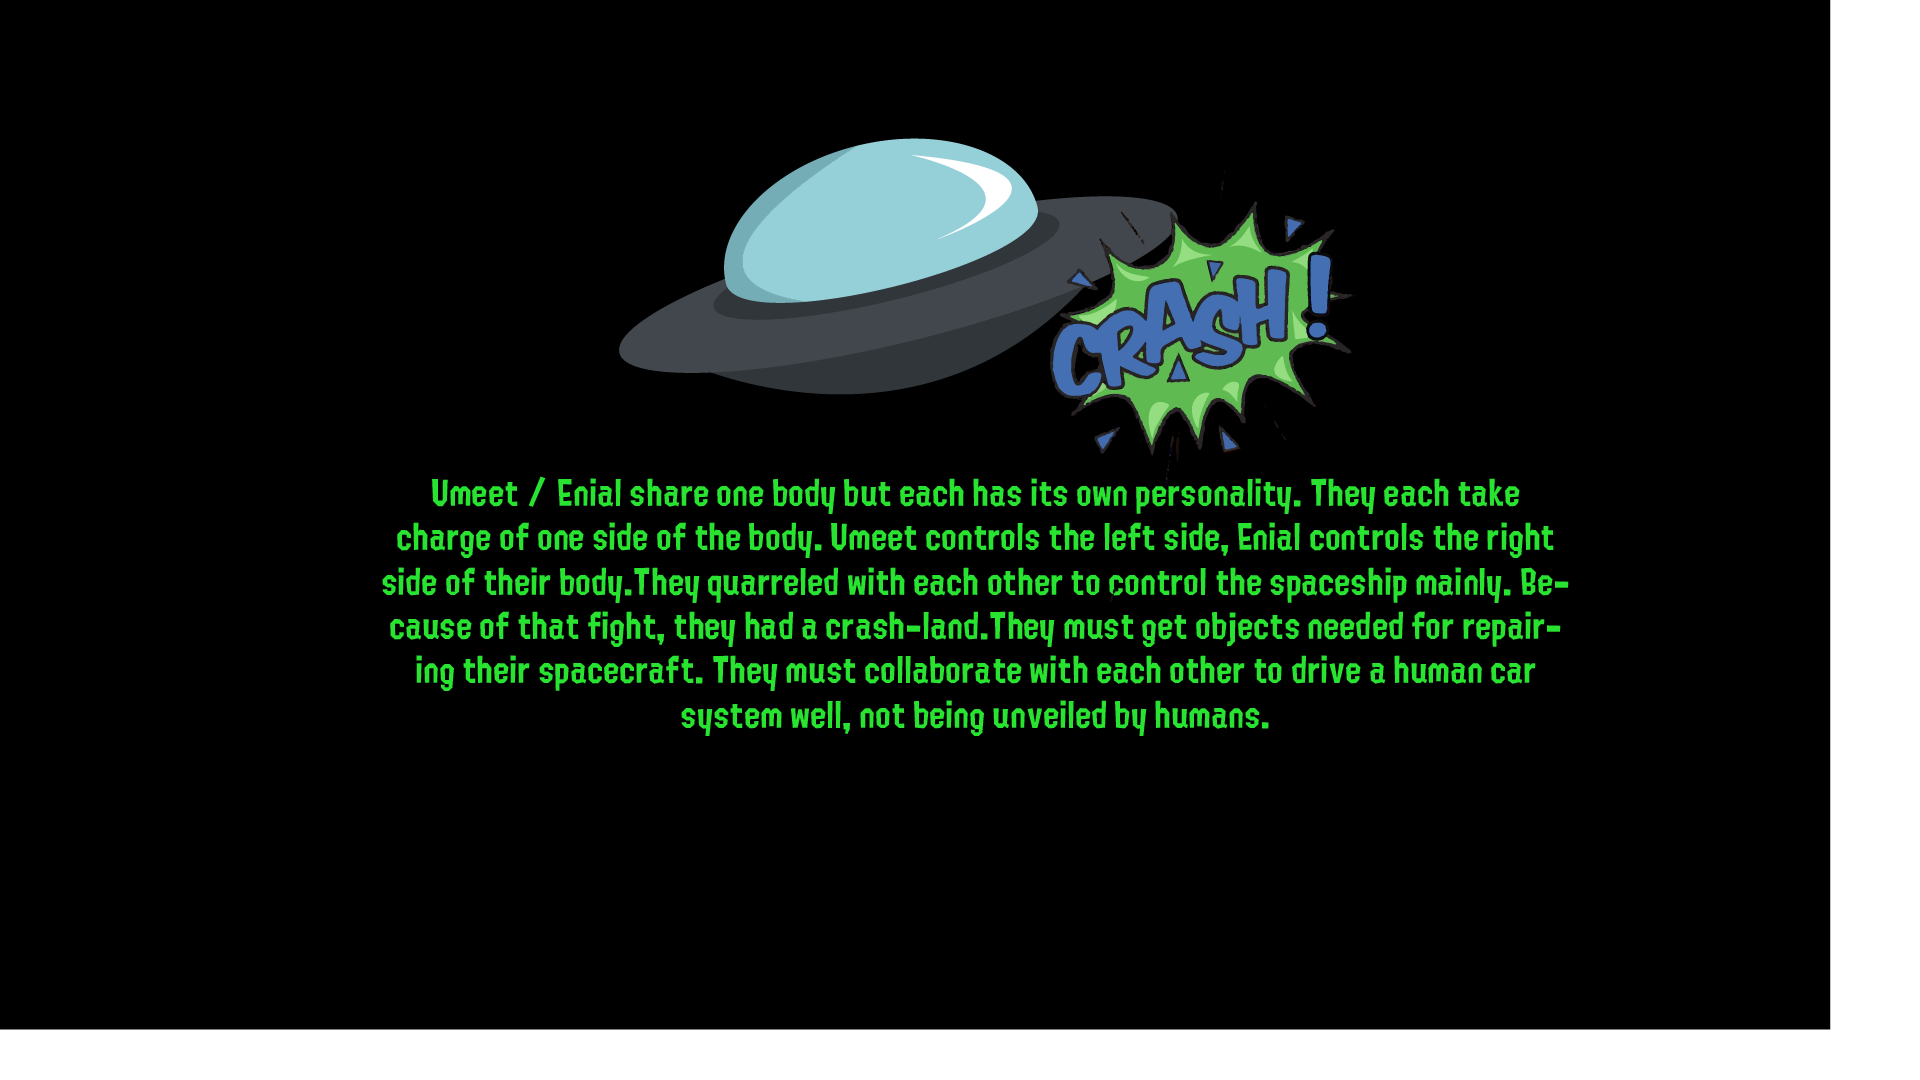 CRASH!
Umeet / Enial share one body but each has its own personality. They each take
charge of one side of the body. Umeet controls the left side, Enial controls the right
side of their body.They quarreled with each other to control the spaceship mainly. Be-
cause of that fight, they had a crash-land.They must get objects needed for repair-
ing their spacecraft. They must collaborate with each other to drive a human car
system well, not being unveiled by humans.